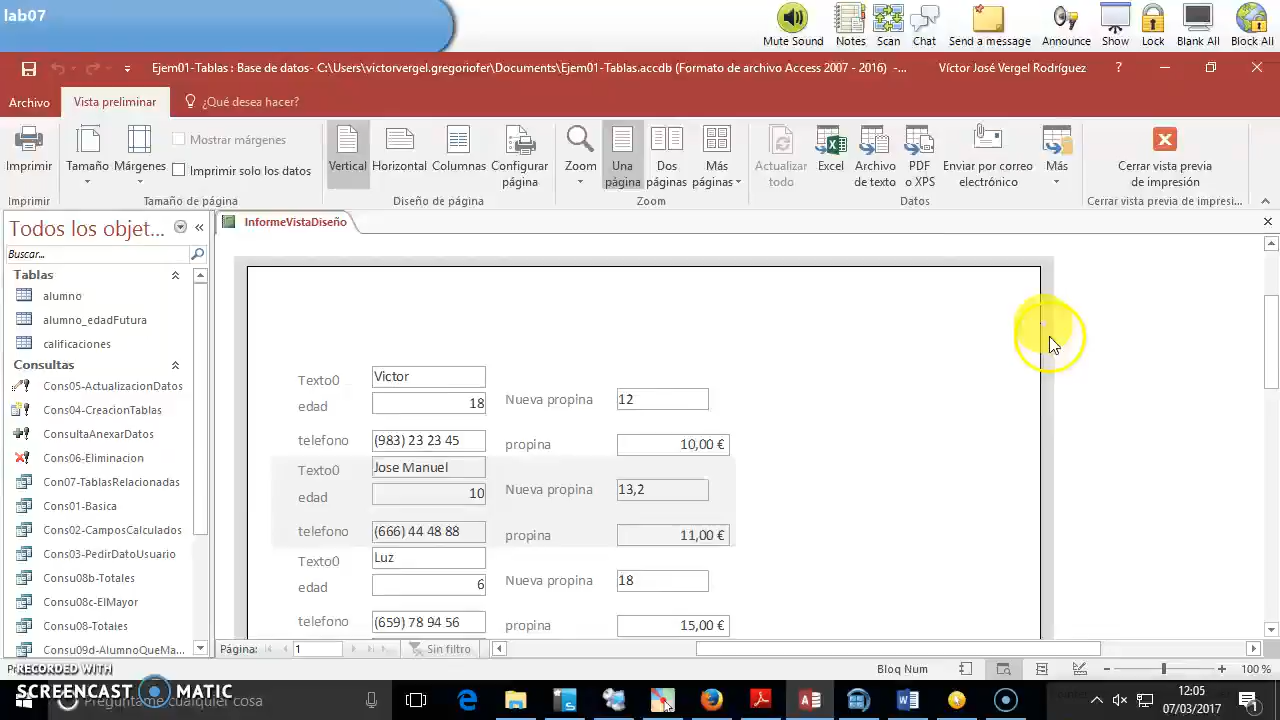 lab07
Mute Sound Notes Scan Chat Send a message Announce Show Lock Blank All Block All
Ejem01-Tablas : Base de datos- C:\Users\victorvergel.gregoriofer\Documents\Ejem01-Tablas.accdb (Formato de archivo Access 2007 - 2016) -...
Víctor José Vergel Rodríguez ?
Archivo Vista preliminar ¿Qué desea hacer?
Imprimir
Tamaño
Márgenes
Mostrar márgenes
Imprimir solo los datos
Vertical
Horizontal
Columnas
Configurar
página
Zoom
Una
página
Dos
páginas
Más
páginas
Actualizar
todo
Excel
Archivo
de texto
PDF
o XPS
Enviar por correo
electrónico
Más
Cerrar vista previa
de impresión
Imprimir Tamaño de página Diseño de página Zoom Datos Cerrar vista previa de impresi...
Todos los objet...
Buscar...
Tablas
alumno
alumno_edadFutura
calificaciones
Consultas
Cons05-ActualizacionDatos
Cons04-CreacionTablas
ConsultaAnexarDatos
Cons06-Eliminacion
Con07-TablasRelacionadas
Cons01-Basica
Cons02-CamposCalculados
Cons03-PedirDatoUsuario
Consu08b-Totales
Consu08c-ElMayor
Consu08-Totales
Consu09d-AlumnoQueMa...
InformeVistaDiseño
Texto0 Victor
edad 18 Nueva propina 12
telefono (983) 23 23 45 propina 10,00 €
Texto0 Jose Manuel
edad 10 Nueva propina 13,2
telefono (666) 44 48 88 propina 11,00 €
Texto0 Luz
edad 6 Nueva propina 18
telefono (659) 78 94 56 propina 15,00 €
Página: 1 Sin filtro
Bloq Num 100 %
RECORDED WITH
SCREENCAST MATIC
Pregúntame cualquier cosa
12:05
07/03/2017